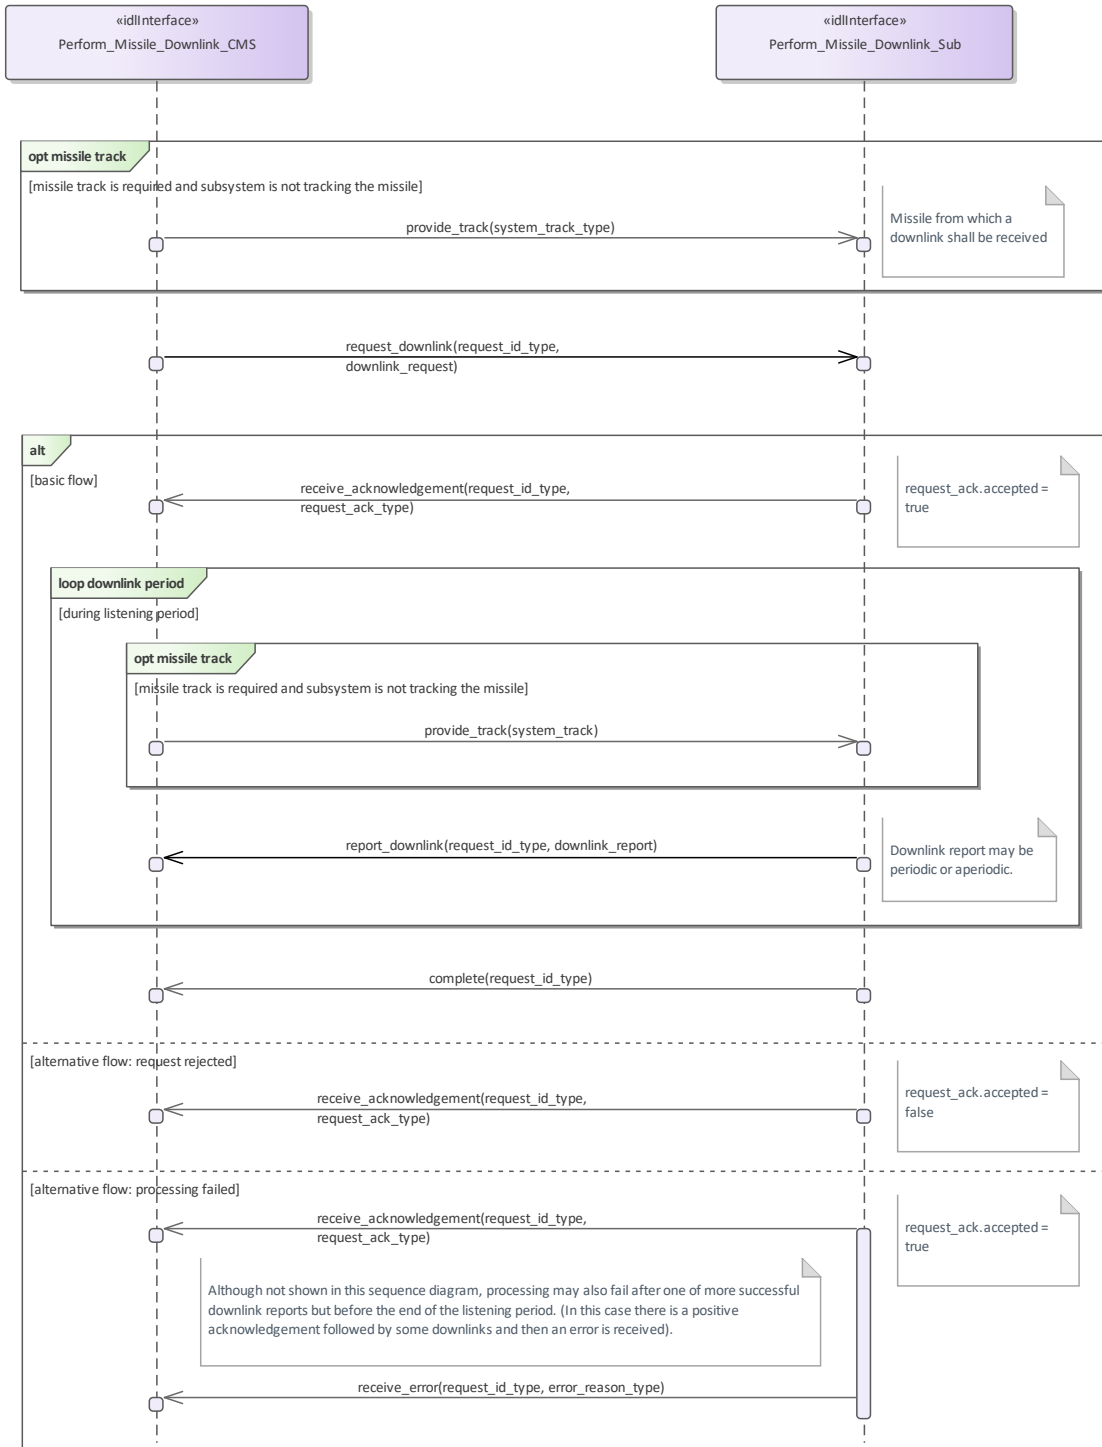 «idlInterface»
Perform_Missile_Downlink_CMS
«idlInterface»
Perform_Missile_Downlink_Sub
opt missile track
[missile track is required and subsystem is not tracking the missile]
provide_track(system_track_type)
Missile from which a
downlink shall be received
request_downlink(request_id_type,
downlink_request)
alt
[basic flow]
receive_acknowledgement(request_id_type,
request_ack_type)
request_ack.accepted =
true
loop downlink period
[during listening period]
opt missile track
[missile track is required and subsystem is not tracking the missile]
provide_track(system_track)
report_downlink(request_id_type, downlink_report)
Downlink report may be
periodic or aperiodic.
complete(request_id_type)
[alternative flow: request rejected]
receive_acknowledgement(request_id_type,
request_ack_type)
request_ack.accepted =
false
[alternative flow: processing failed]
receive_acknowledgement(request_id_type,
request_ack_type)
request_ack.accepted =
true
Although not shown in this sequence diagram, processing may also fail after one of more successful
downlink reports but before the end of the listening period. (In this case there is a positive
acknowledgement followed by some downlinks and then an error is received).
receive_error(request_id_type, error_reason_type)